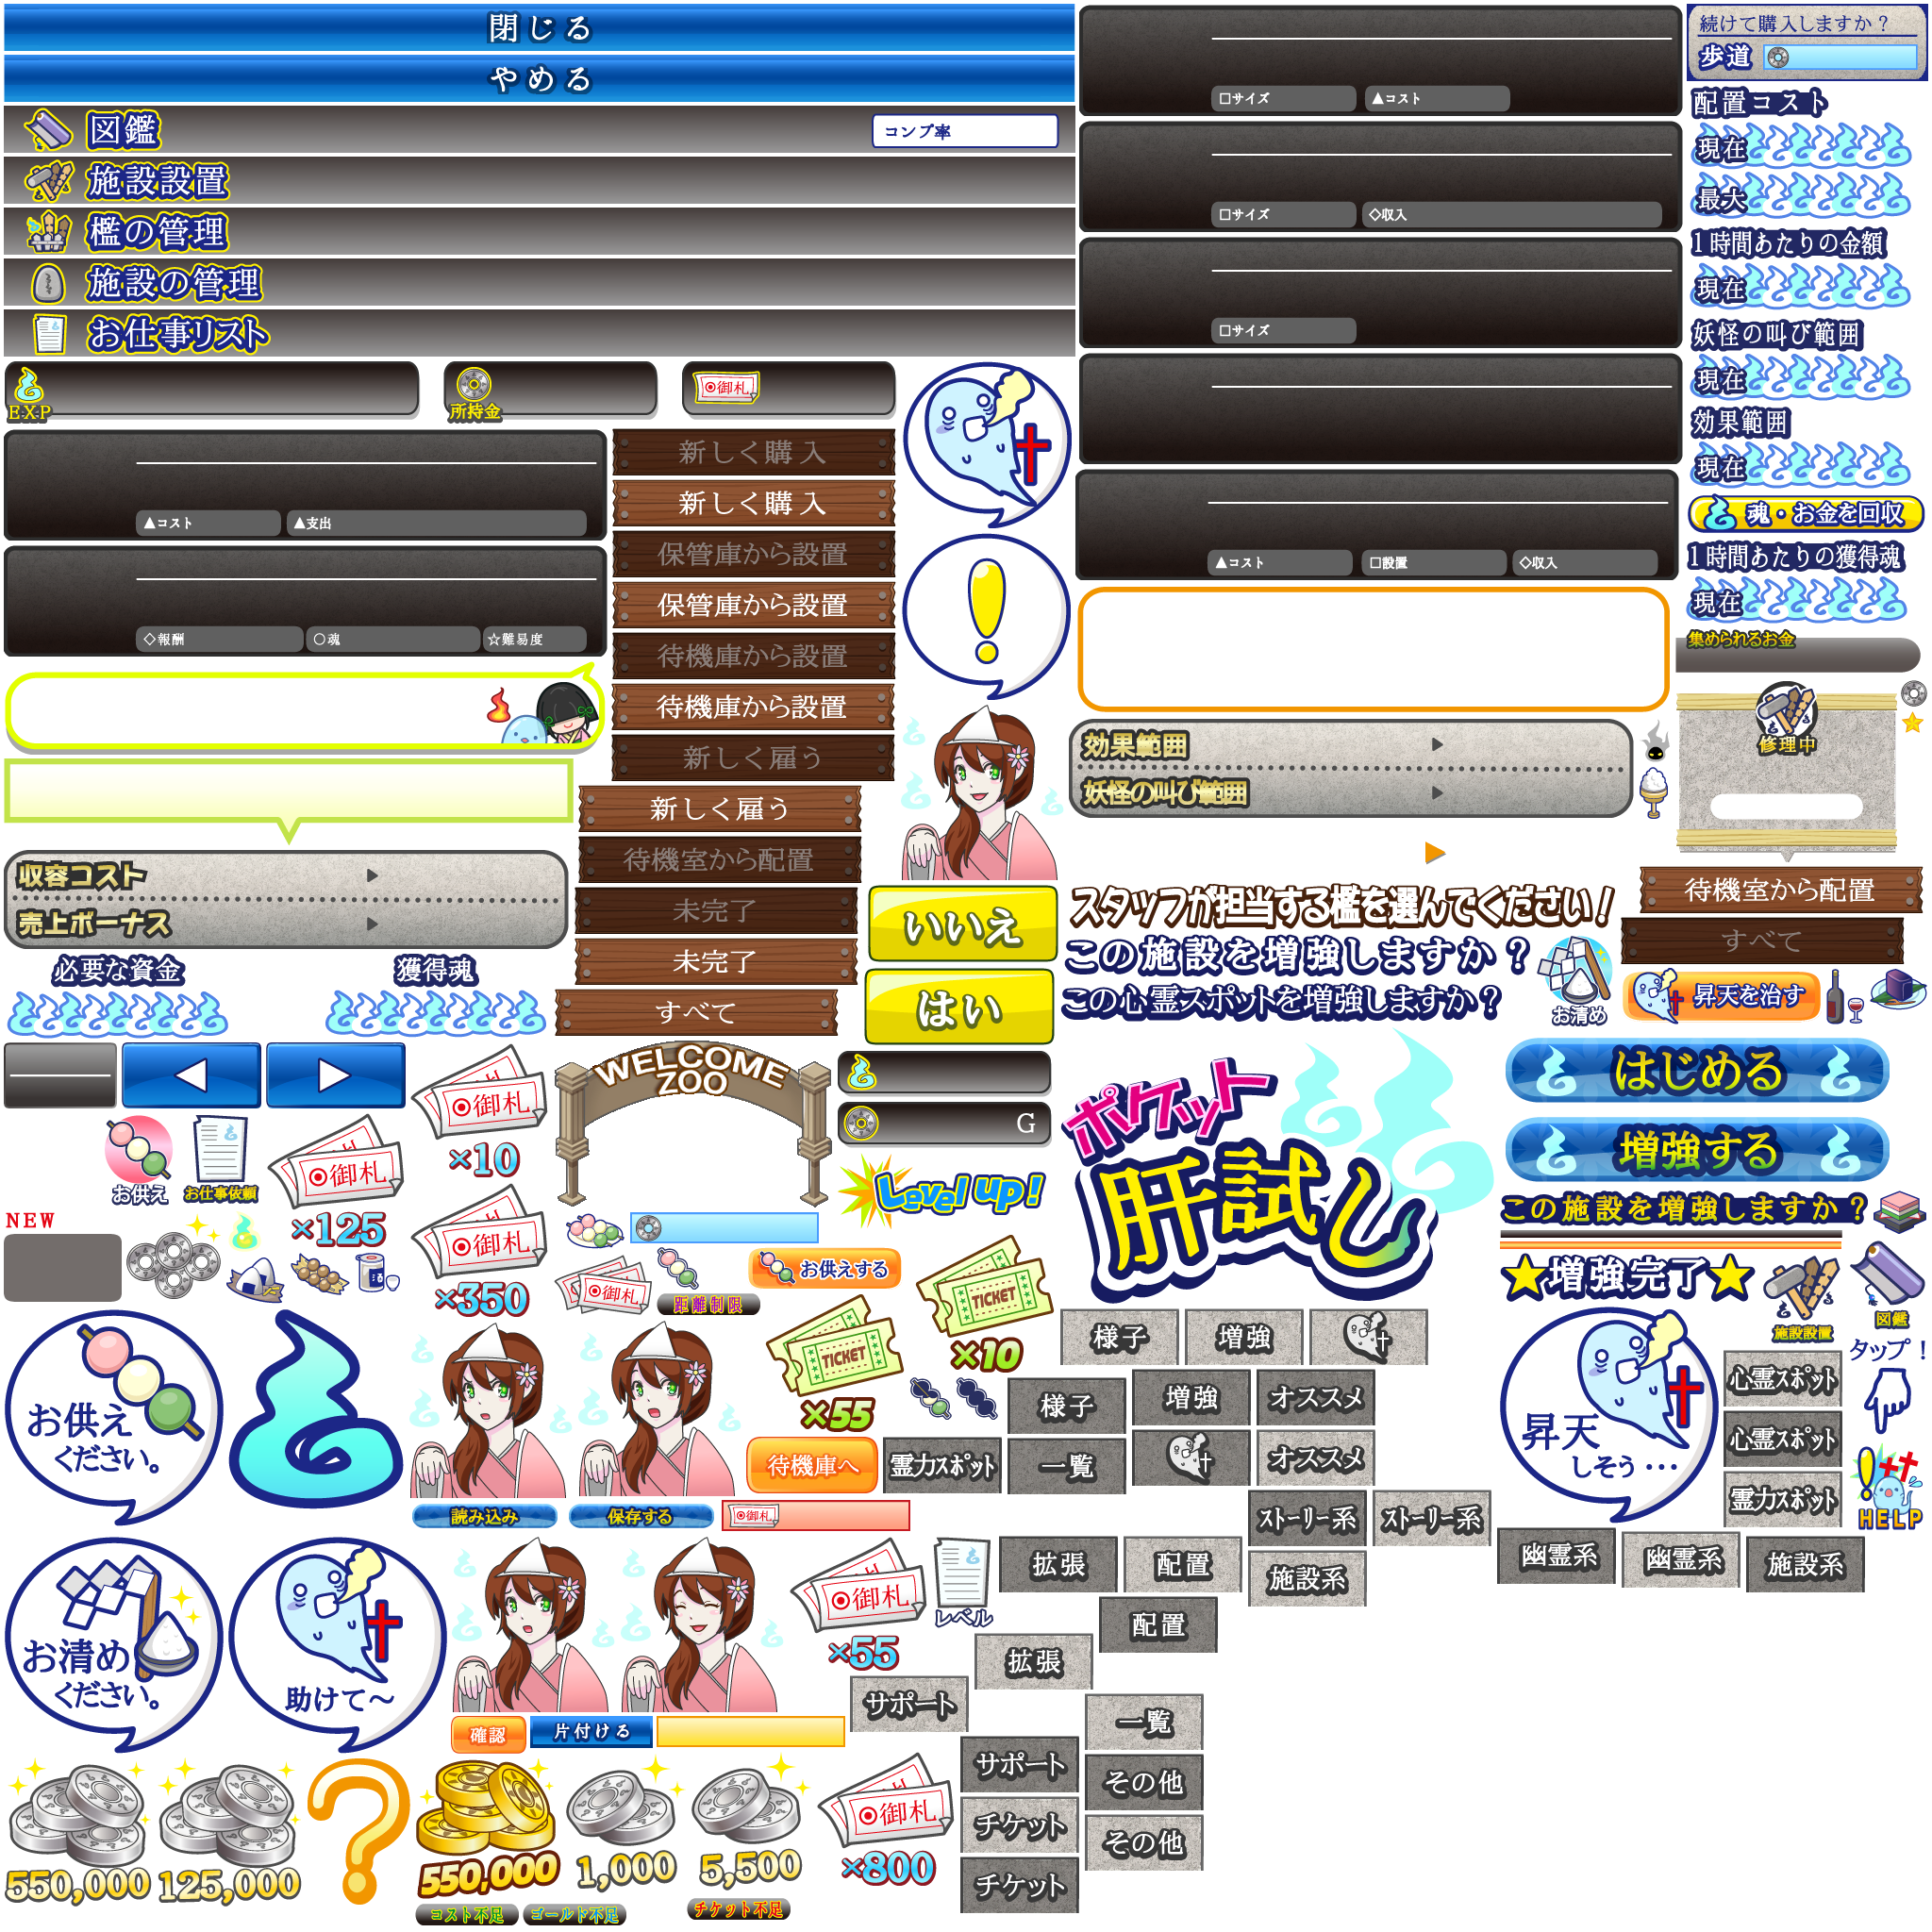 閉じる
やめる
図鑑
コンプ率
施設設置
檻の管理
施設の管理
お仕事リスト
E·X·P
所持金
御札
□サイズ
▲コスト
□サイズ
◇収入
□サイズ
▲コスト
□設置
◇収入
続けて購入しますか？
歩道
配置コスト
現在
最大
1時間あたりの金額
現在
妖怪の叫び範囲
現在
効果範囲
現在
魂・お金を回収
1時間あたりの獲得魂
現在
集められるお金
修理中
▲コスト
▲支出
◇報酬
○魂
☆難易度
新しく購入
新しく購入
保管庫から設置
保管庫から設置
待機庫から設置
待機庫から設置
新しく雇う
新しく雇う
待機室から配置
未完了
未完了
すべて
効果範囲
妖怪の叫び範囲
収容コスト
売上ボーナス
必要な資金
獲得魂
いいえ
はい
スタッフが担当する檻を選んでください！
この施設を増強しますか？
この心霊スポットを増強しますか？
待機室から配置
すべて
お清め
昇天を治す
WELCOME
ZOO
G
Level up!
ポケット
肝試し
はじめる
増強する
この施設を増強しますか？
★増強完了★
施設設置
図鑑
タップ！
お供え
お仕事依頼
NEW
御札
×10
御札
×125
御札
×350
お供えする
距離制限
TICKET
×10
TICKET
×55
お供え
ください。
待機庫へ
霊力スポット
様子
増強
様子
増強
オススメ
一覧
オススメ
ストーリー系
ストーリー系
昇天
しそう…
心霊スポット
心霊スポット
霊力スポット
HELP
幽霊系
幽霊系
施設系
読み込み
保存する
御札
お清め
ください。
助けて～
御札
×55
レベル
拡張
配置
施設系
配置
拡張
サポート
一覧
サポート
その他
チケット
その他
チケット
確認
片付ける
550,000
125,000
550,000
1,000
5,500
御札
×800
コスト不足
ゴールド不足
チケット不足